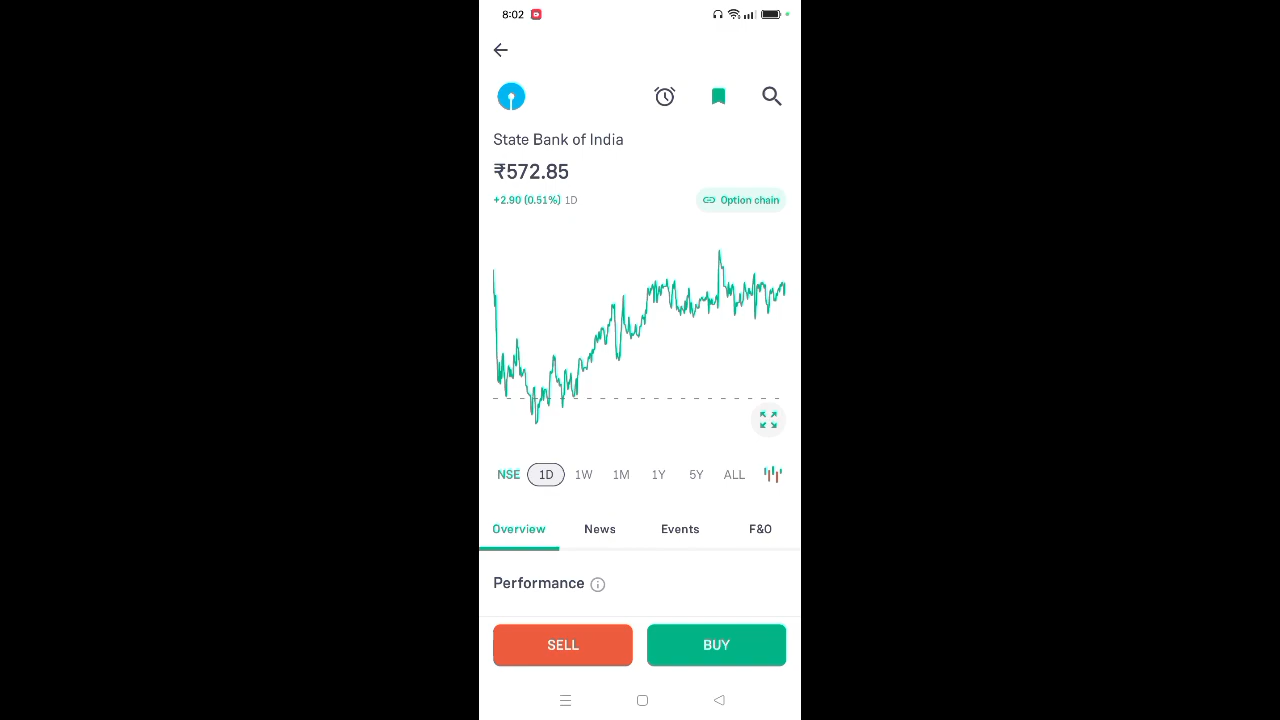 8:02
State Bank of India
₹572.85
+2.90 (0.51%) 1D
Option chain
NSE 1D 1W 1M 1Y 5Y ALL
Overview News Events F&O
Performance
SELL BUY